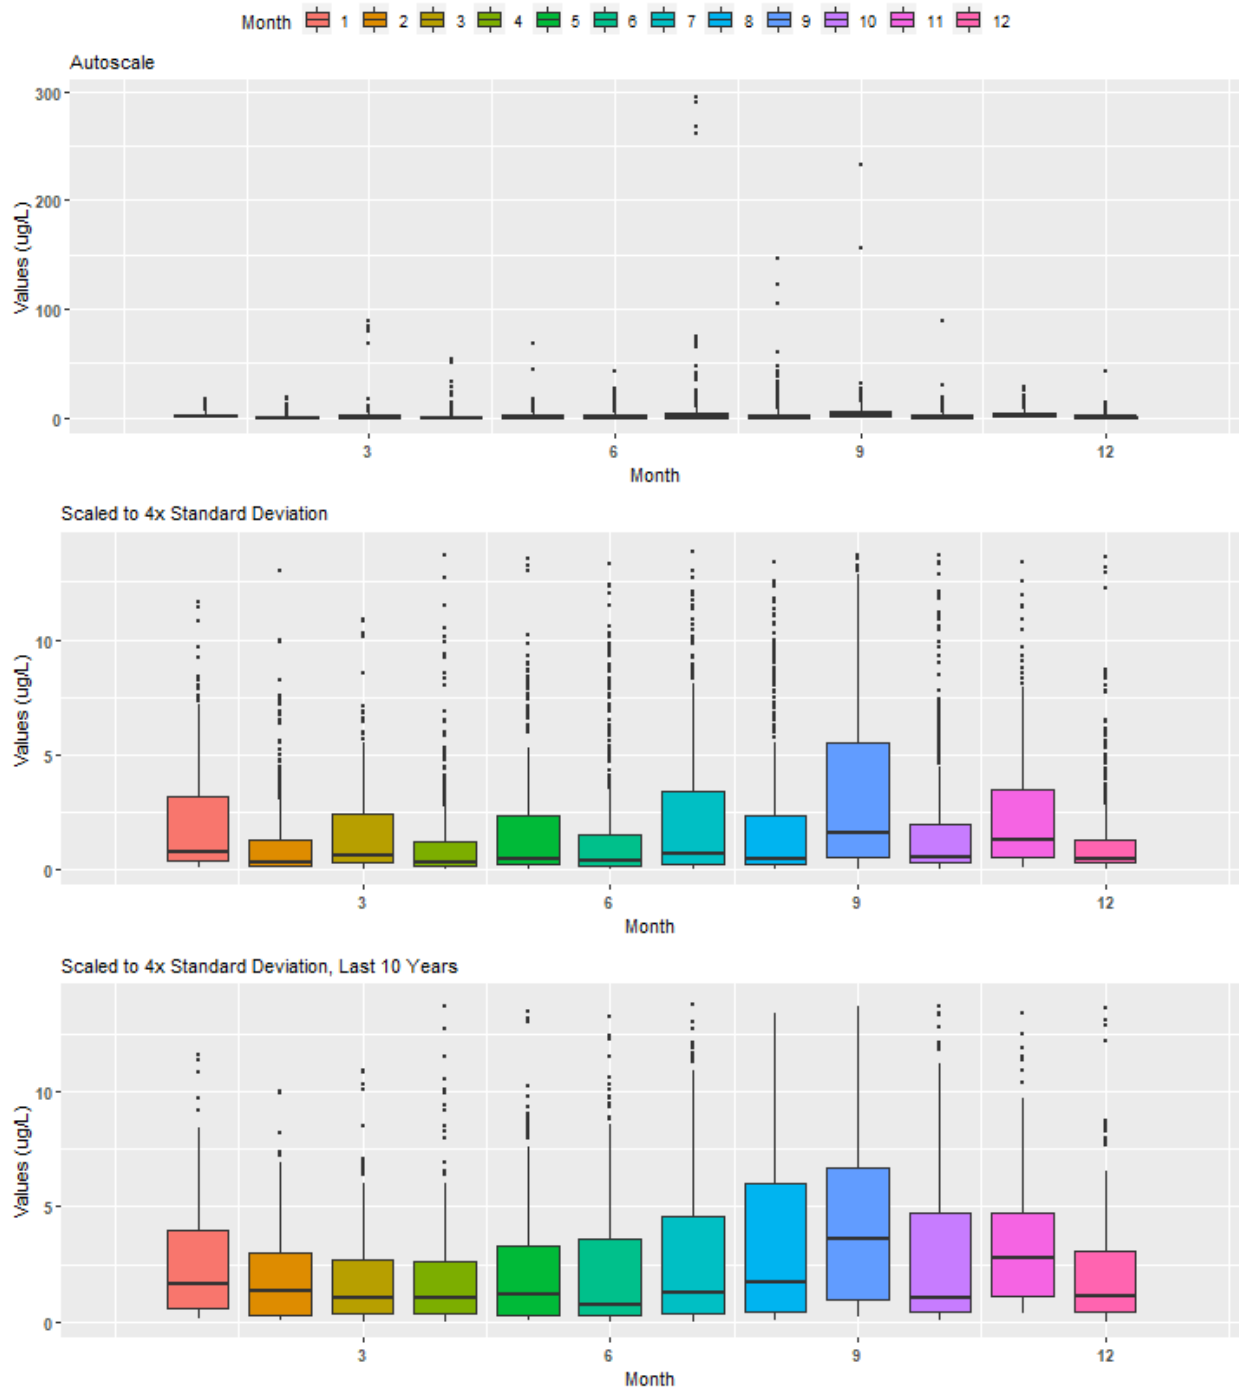 Month 1 2 3 4 5 6 7 8 9 10 11 12
Autoscale
300
200
100
0
Values (ug/L)
3 6 9 12
Month
Scaled to 4x Standard Deviation
10
5
0
Values (ug/L)
3 6 9 12
Month
Scaled to 4x Standard Deviation, Last 10 Years
10
5
0
Values (ug/L)
3 6 9 12
Month